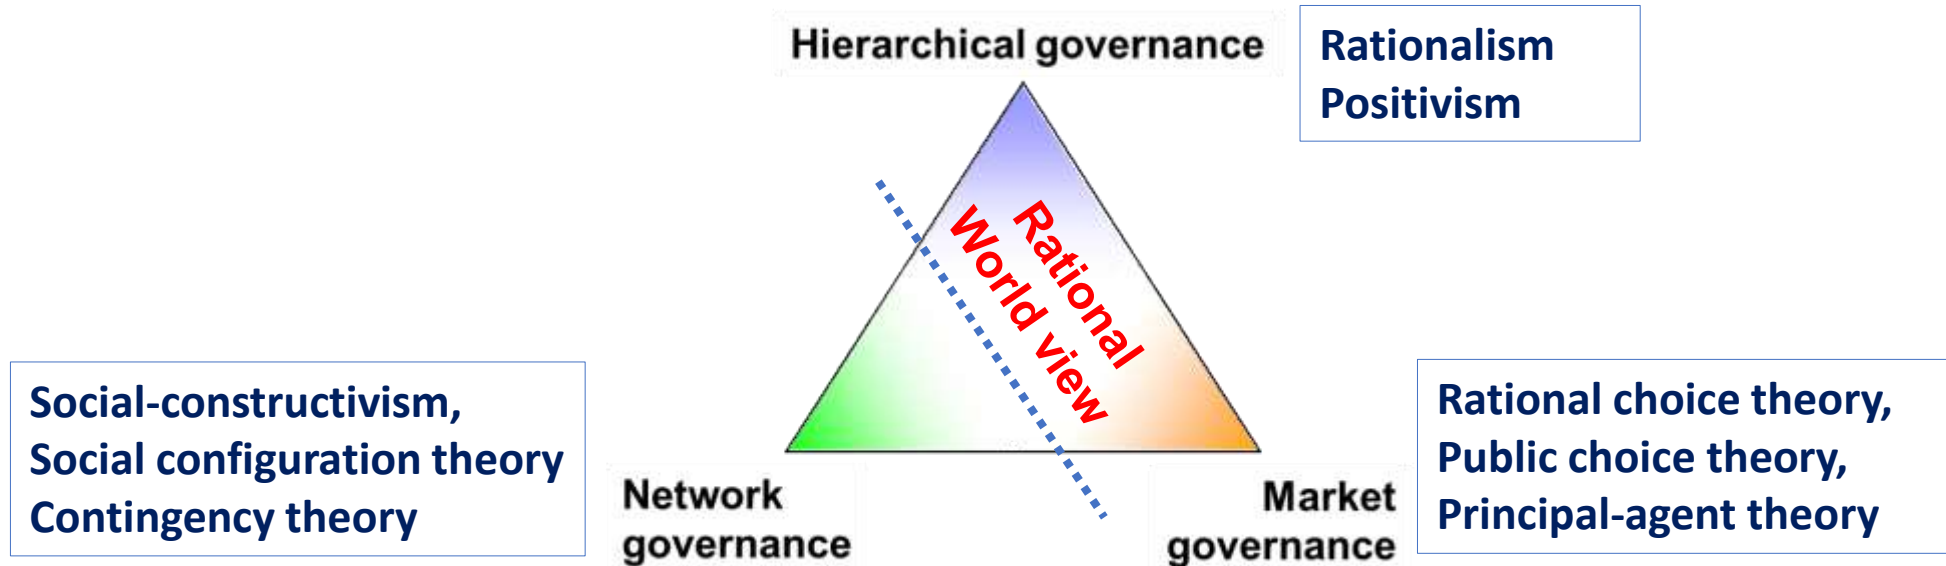 Hierarchical governance
Rationalism
Positivism
Rational
World view
Social-constructivism,
Social configuration theory
Contingency theory
Network
governance
Market
governance
Rational choice theory,
Public choice theory,
Principal-agent theory